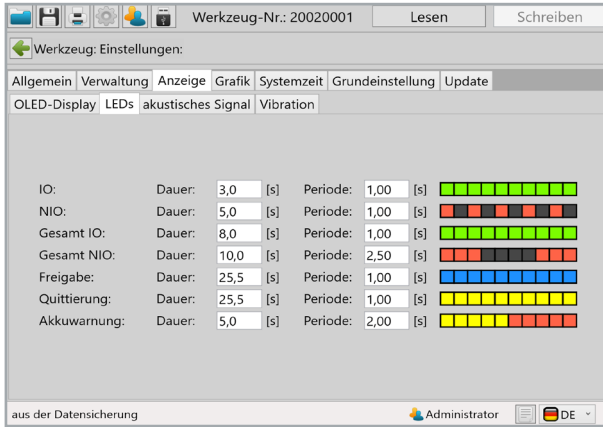 Werkzeug-Nr.: 20020001 Lesen Schreiben
Werkzeug: Einstellungen:
Allgemein Verwaltung Anzeige Grafik Systemzeit Grundeinstellung Update
OLED-Display LEDs akustisches Signal Vibration
IO: Dauer: 3,0 [s] Periode: 1,00 [s]
NIO: Dauer: 5,0 [s] Periode: 1,00 [s]
Gesamt IO: Dauer: 8,0 [s] Periode: 1,00 [s]
Gesamt NIO: Dauer: 10,0 [s] Periode: 2,50 [s]
Freigabe: Dauer: 25,5 [s] Periode: 1,00 [s]
Quittierung: Dauer: 25,5 [s] Periode: 1,00 [s]
Akkuwarnung: Dauer: 5,0 [s] Periode: 2,00 [s]
aus der Datensicherung Administrator DE